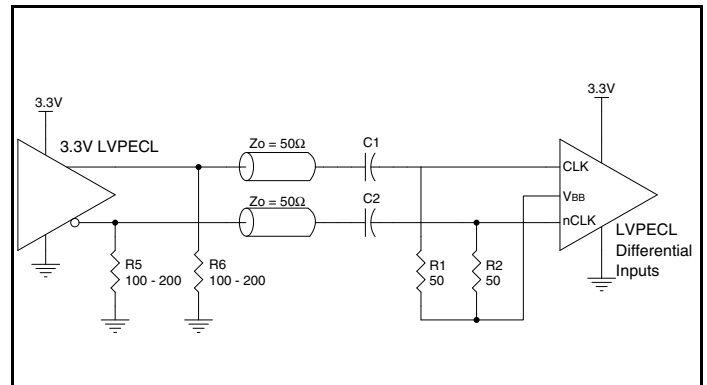 3.3V
3.3V LVPECL
Zo = 50Ω
C1
3.3V
CLK
VBB
nCLK
Zo = 50Ω
C2
LVPECL
Differential
Inputs
R5
100 - 200
R6
100 - 200
R1
50
R2
50